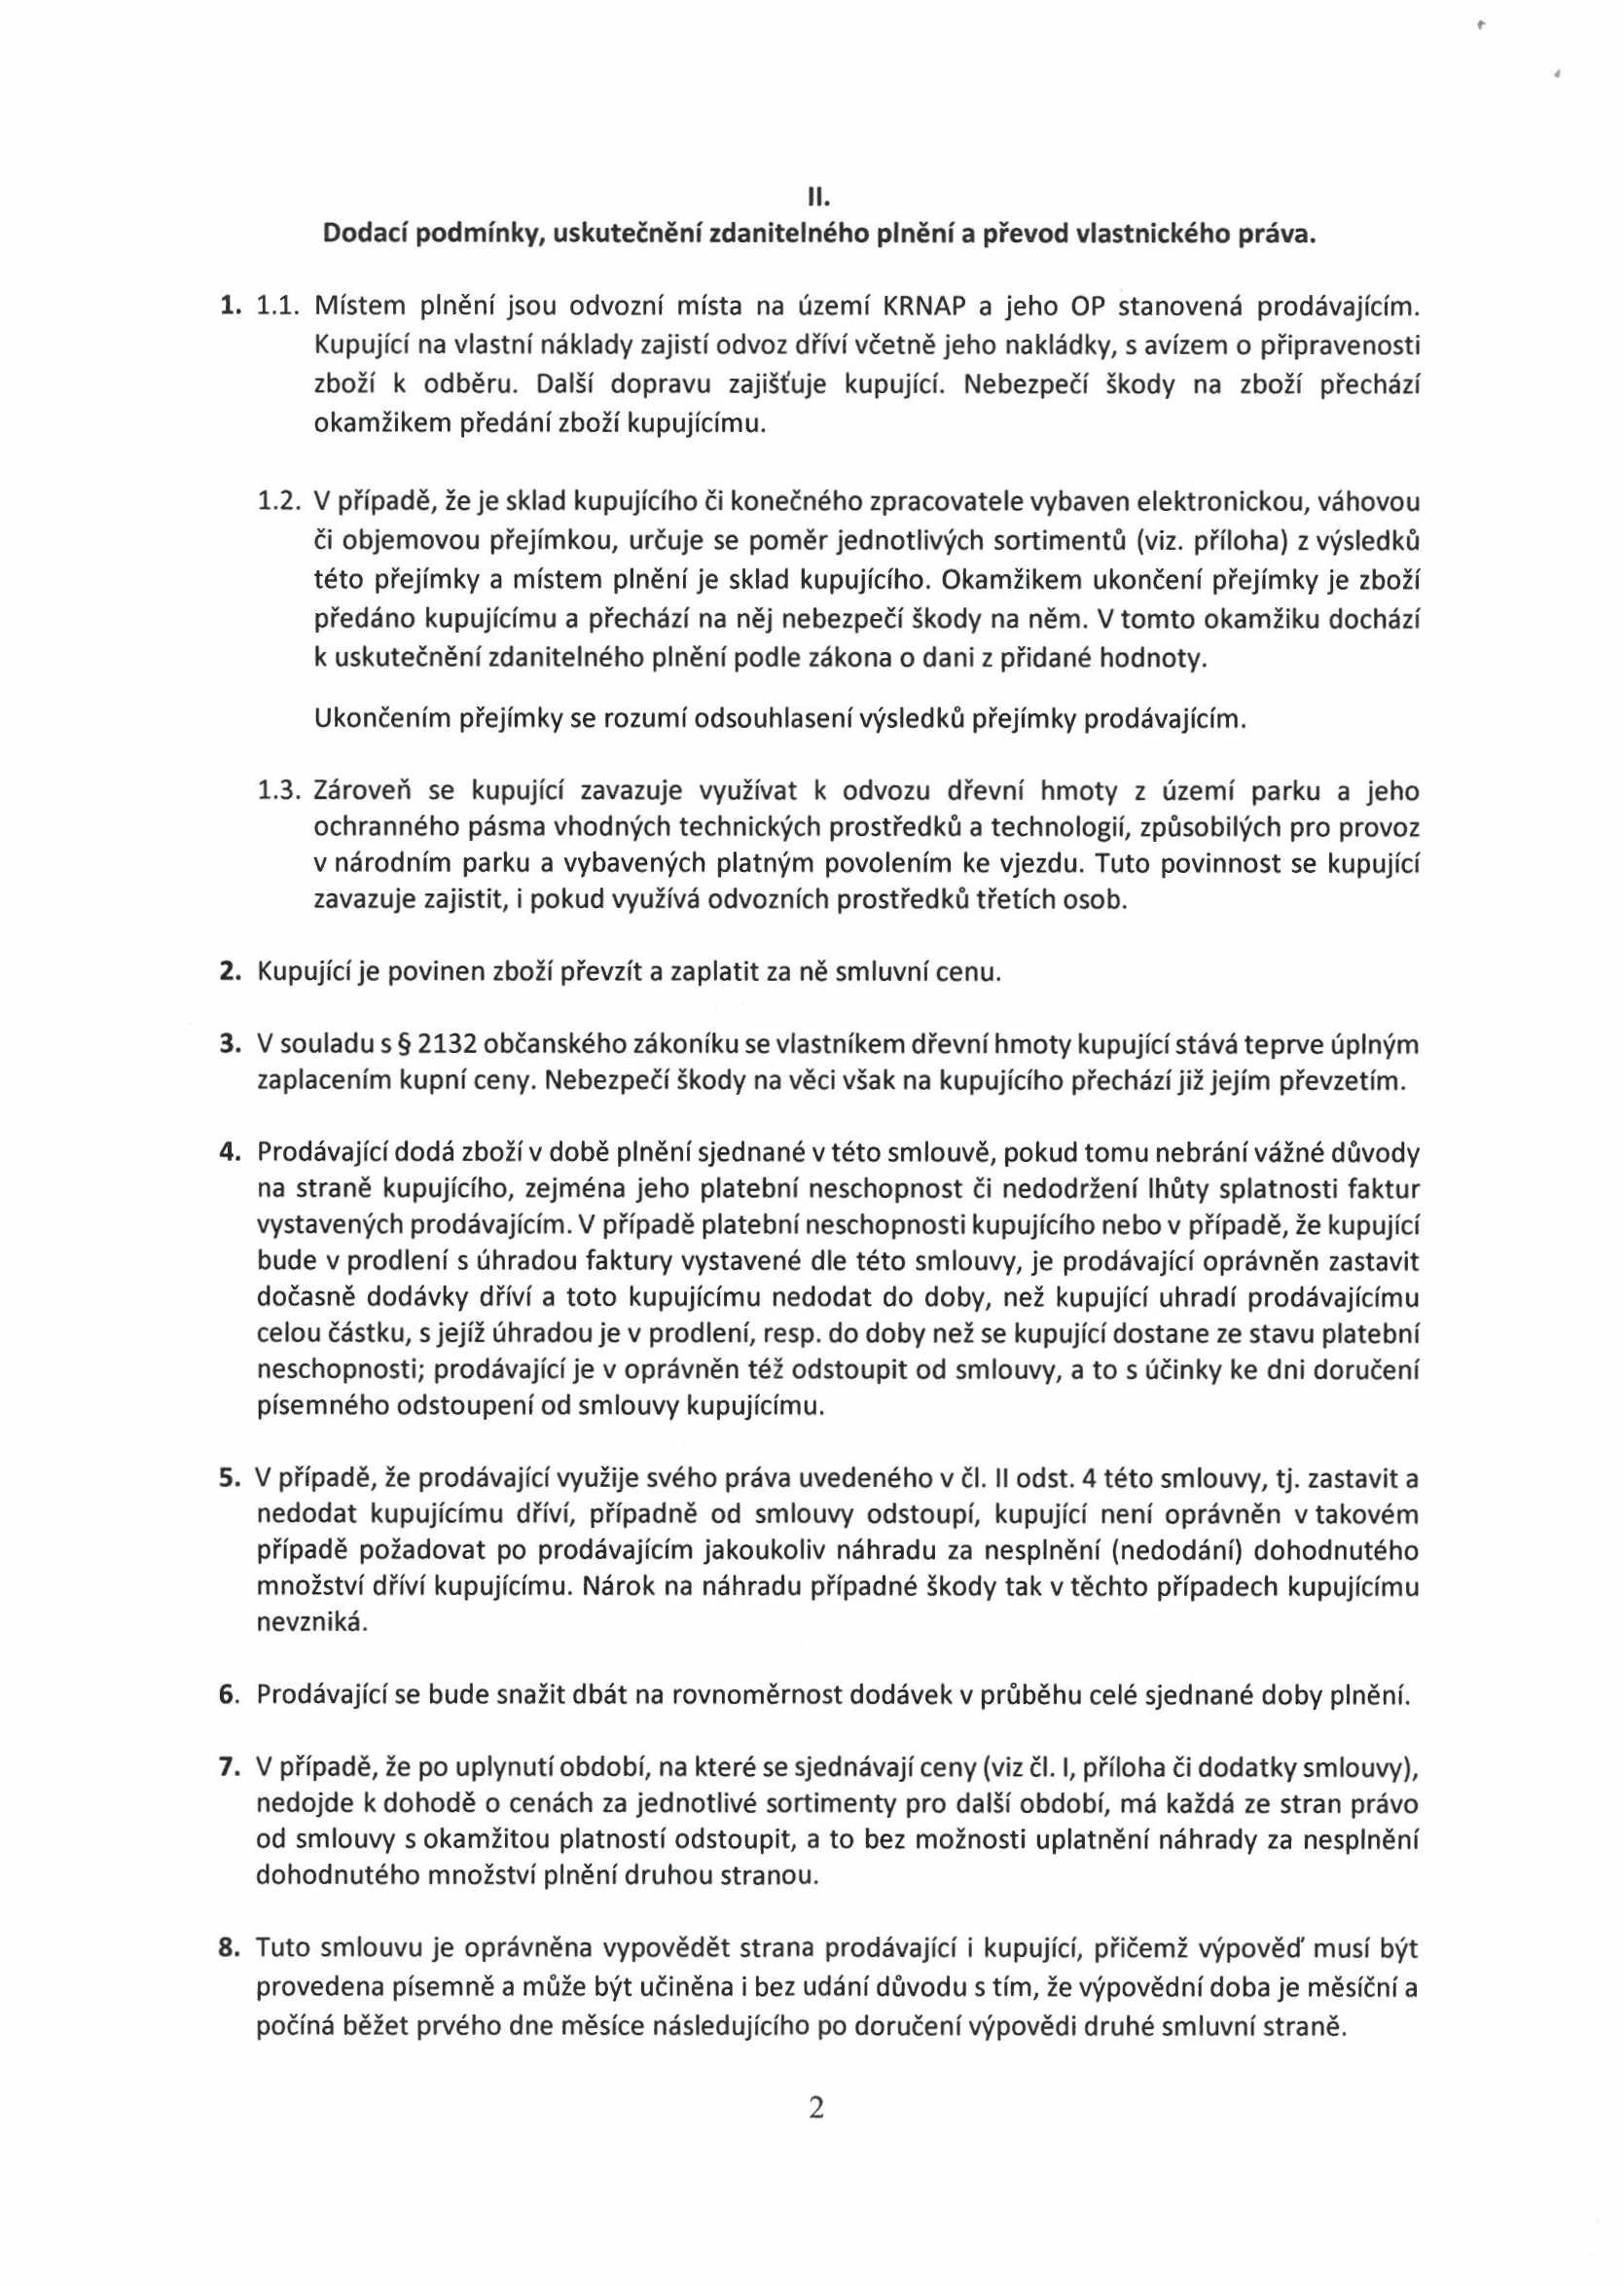 II.
Dodací podmínky, uskutečnění zdanitelného plnění a převod vlastnického práva.
1. 1.1. Místem plnění jsou odvozní místa na území KRNAP a jeho OP stanovená prodávajícím.
Kupující na vlastní náklady zajistí odvoz dříví včetně jeho nakládky, s avízem o připravenosti
zboží k odběru. Další dopravu zajišťuje kupující. Nebezpečí škody na zboží přechází
okamžikem předání zboží kupujícímu.
1.2. V případě, že je sklad kupujícího či konečného zpracovatele vybaven elektronickou, váhovou
či objemovou přejímkou, určuje se poměr jednotlivých sortimentů (viz. příloha) z výsledků
této přejímky a místem plnění je sklad kupujícího. Okamžikem ukončení přejímky je zboží
předáno kupujícímu a přechází na něj nebezpečí škody na něm. V tomto okamžiku dochází
k uskutečnění zdanitelného plnění podle zákona o dani z přidané hodnoty.
Ukončením přejímky se rozumí odsouhlasení výsledků přejímky prodávajícím.
1.3. Zároveň se kupující zavazuje využívat k odvozu dřevní hmoty z území parku a jeho
ochranného pásma vhodných technických prostředků a technologií, způsobilých pro provoz
v národním parku a vybavených platným povolením ke vjezdu. Tuto povinnost se kupující
zavazuje zajistit, i pokud využívá odvozních prostředků třetích osob.
2. Kupující je povinen zboží převzít a zaplatit za ně smluvní cenu.
3. V souladu s § 2132 občanského zákoníku se vlastníkem dřevní hmoty kupující stává teprve úplným
zaplacením kupní ceny. Nebezpečí škody na věci však na kupujícího přechází již jejím převzetím.
4. Prodávající dodá zboží v době plnění sjednané v této smlouvě, pokud tomu nebrání vážné důvody
na straně kupujícího, zejména jeho platební neschopnost či nedodržení lhůty splatnosti faktur
vystavených prodávajícím. V případě platební neschopnosti kupujícího nebo v případě, že kupující
bude v prodlení s úhradou faktury vystavené dle této smlouvy, je prodávající oprávněn zastavit
dočasně dodávky dříví a toto kupujícímu nedodat do doby, než kupující uhradí prodávajícímu
celou částku, s jejíž úhradou je v prodlení, resp. do doby než se kupující dostane ze stavu platební
neschopnosti; prodávající je v oprávněn též odstoupit od smlouvy, a to s účinky ke dni doručení
písemného odstoupení od smlouvy kupujícímu.
5. V případě, že prodávající využije svého práva uvedeného v čl. II odst. 4 této smlouvy, tj. zastavit a
nedodat kupujícímu dříví, případně od smlouvy odstoupí, kupující není oprávněn v takovém
případě požadovat po prodávajícím jakoukoliv náhradu za nesplnění (nedodání) dohodnutého
množství dříví kupujícímu. Nárok na náhradu případné škody tak v těchto případech kupujícímu
nevzniká.
6. Prodávající se bude snažit dbát na rovnoměrnost dodávek v průběhu celé sjednané doby plnění.
7. V případě, že po uplynutí období, na které se sjednávají ceny (viz čl. I, příloha či dodatky smlouvy),
nedojde k dohodě o cenách za jednotlivé sortimenty pro další období, má každá ze stran právo
od smlouvy s okamžitou platností odstoupit, a to bez možnosti uplatnění náhrady za nesplnění
dohodnutého množství plnění druhou stranou.
8. Tuto smlouvu je oprávněna vypovědět strana prodávající i kupující, přičemž výpověď musí být
provedena písemně a může být učiněna i bez udání důvodu s tím, že výpovědní doba je měsíční a
počíná běžet prvého dne měsíce následujícího po doručení výpovědi druhé smluvní straně.
2